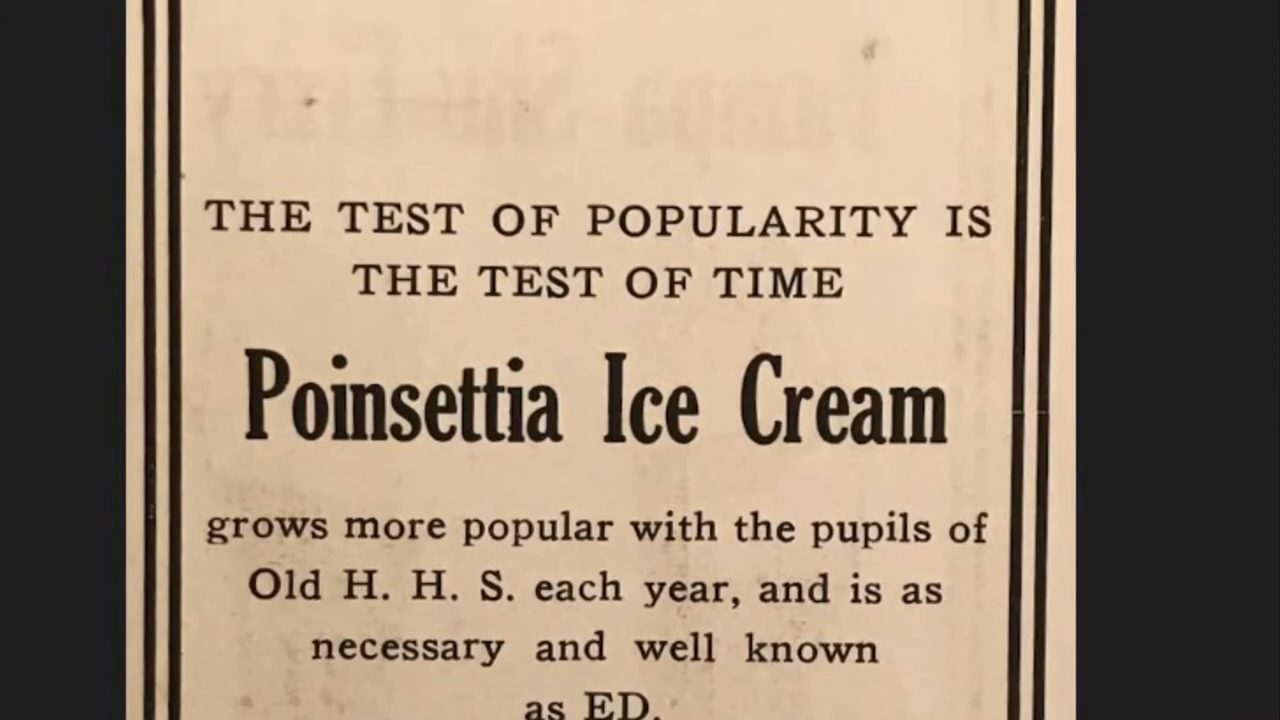 THE TEST OF POPULARITY IS
THE TEST OF TIME
Poinsettia Ice Cream
grows more popular with the pupils of
Old H. H. S. each year, and is as
necessary and well known
as ED.